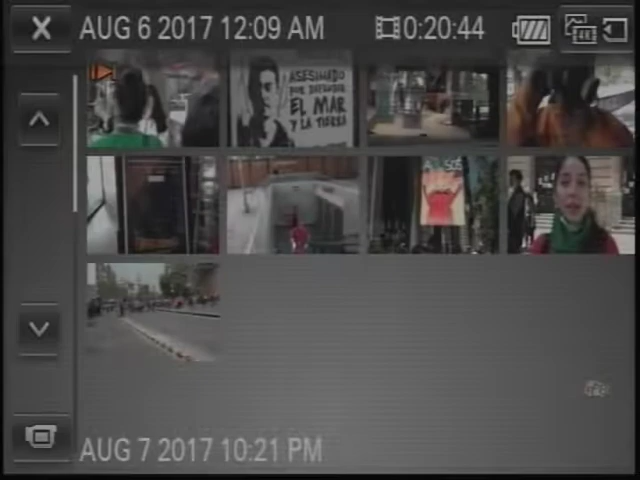 X AUG 6 2017 12:09 AM 0:20:44
ASESINADO
POR DEFENDER
EL MAR
Y LA TIERRA
AUG 7 2017 10:21 PM